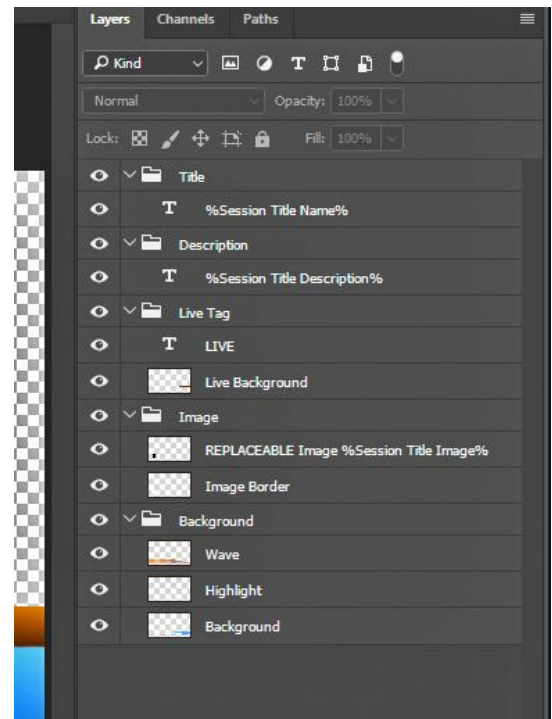 Layers Channels Paths
Kind T
Normal Opacity: 100%
Lock: Fill: 100%
Title
T %Session Title Name%
Description
T %Session Title Description%
Live Tag
T LIVE
Live Background
Image
REPLACEABLE Image %Session Title Image%
Image Border
Background
Wave
Highlight
Background